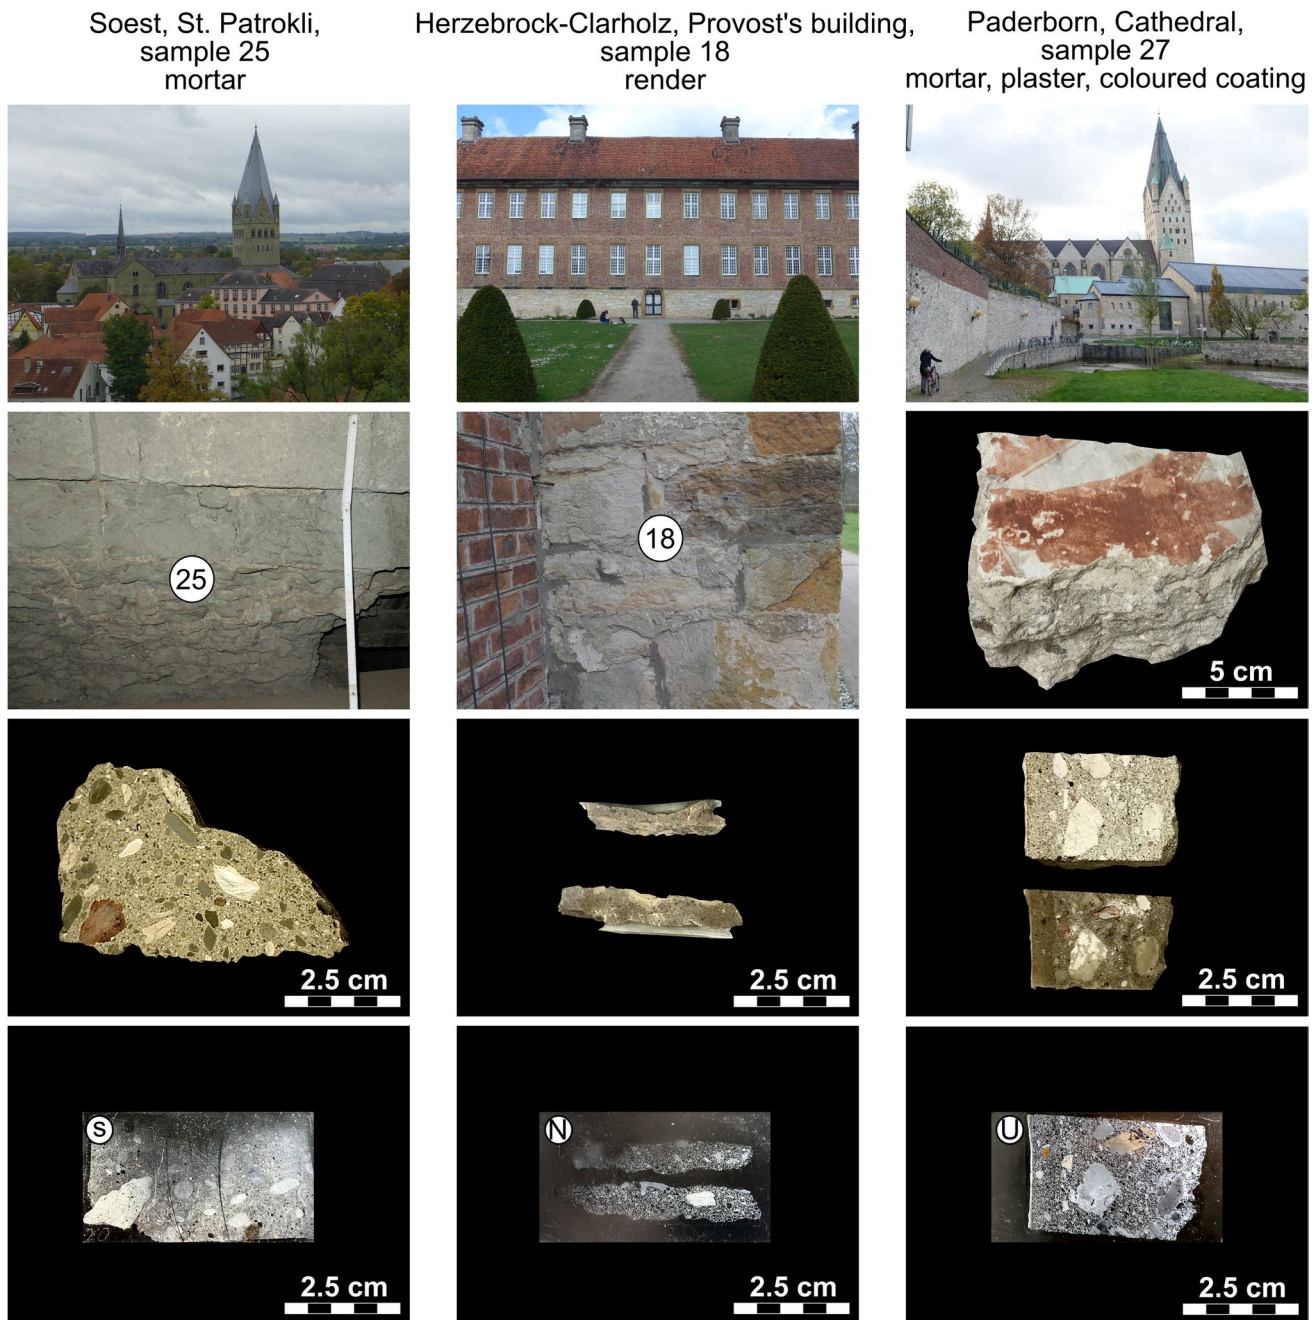 Soest, St. Patrokli,
sample 25
mortar
Herzebrock-Clarholz, Provost's building,
sample 18
render
Paderborn, Cathedral,
sample 27
mortar, plaster, coloured coating
25
18
5 cm
2.5 cm
2.5 cm
2.5 cm
S
N
U
2.5 cm
2.5 cm
2.5 cm